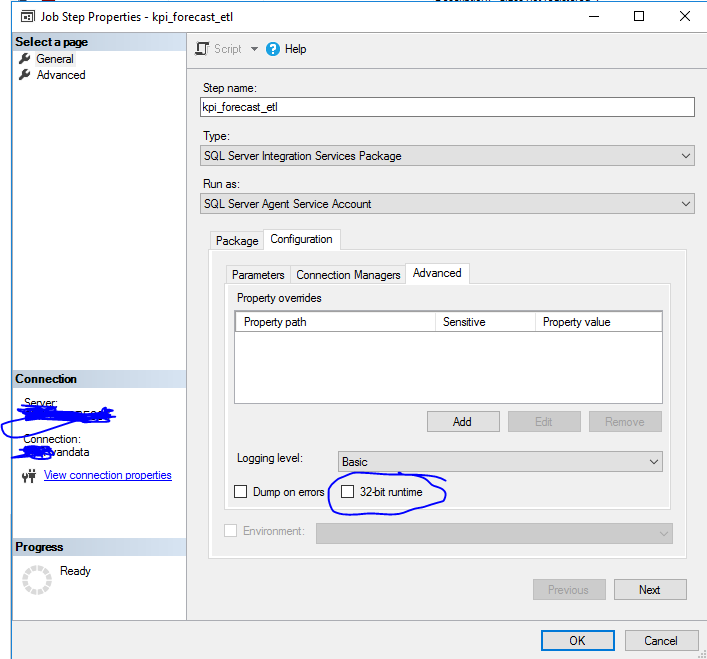 Job Step Properties - kpi_forecast_etl
Select a page
General
Advanced
Script
Help
Step name:
kpi_forecast_etl
Type:
SQL Server Integration Services Package
Run as:
SQL Server Agent Service Account
Package Configuration
Parameters Connection Managers Advanced
Property overrides
Property path Sensitive Property value
Add Edit Remove
Logging level: Basic
Dump on errors 32-bit runtime
Environment:
Connection
Server:
Connection:
View connection properties
Progress
Ready
Previous Next
OK Cancel